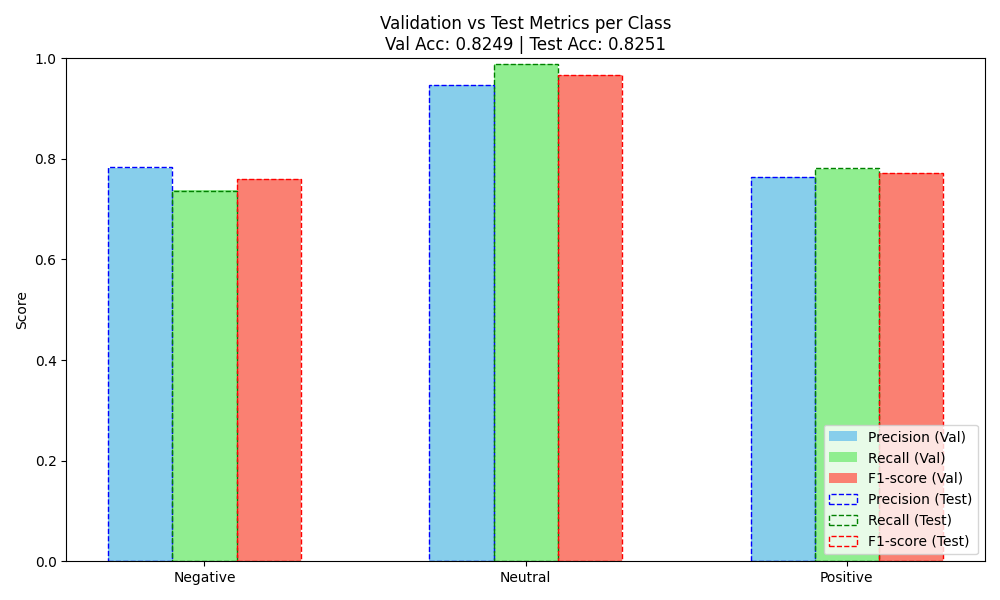 Validation vs Test Metrics per Class
Val Acc: 0.8249 | Test Acc: 0.8251
1.0
0.8
0.6
0.4
0.2
0.0
Score
Negative
Neutral
Positive
Precision (Val)
Recall (Val)
F1-score (Val)
Precision (Test)
Recall (Test)
F1-score (Test)